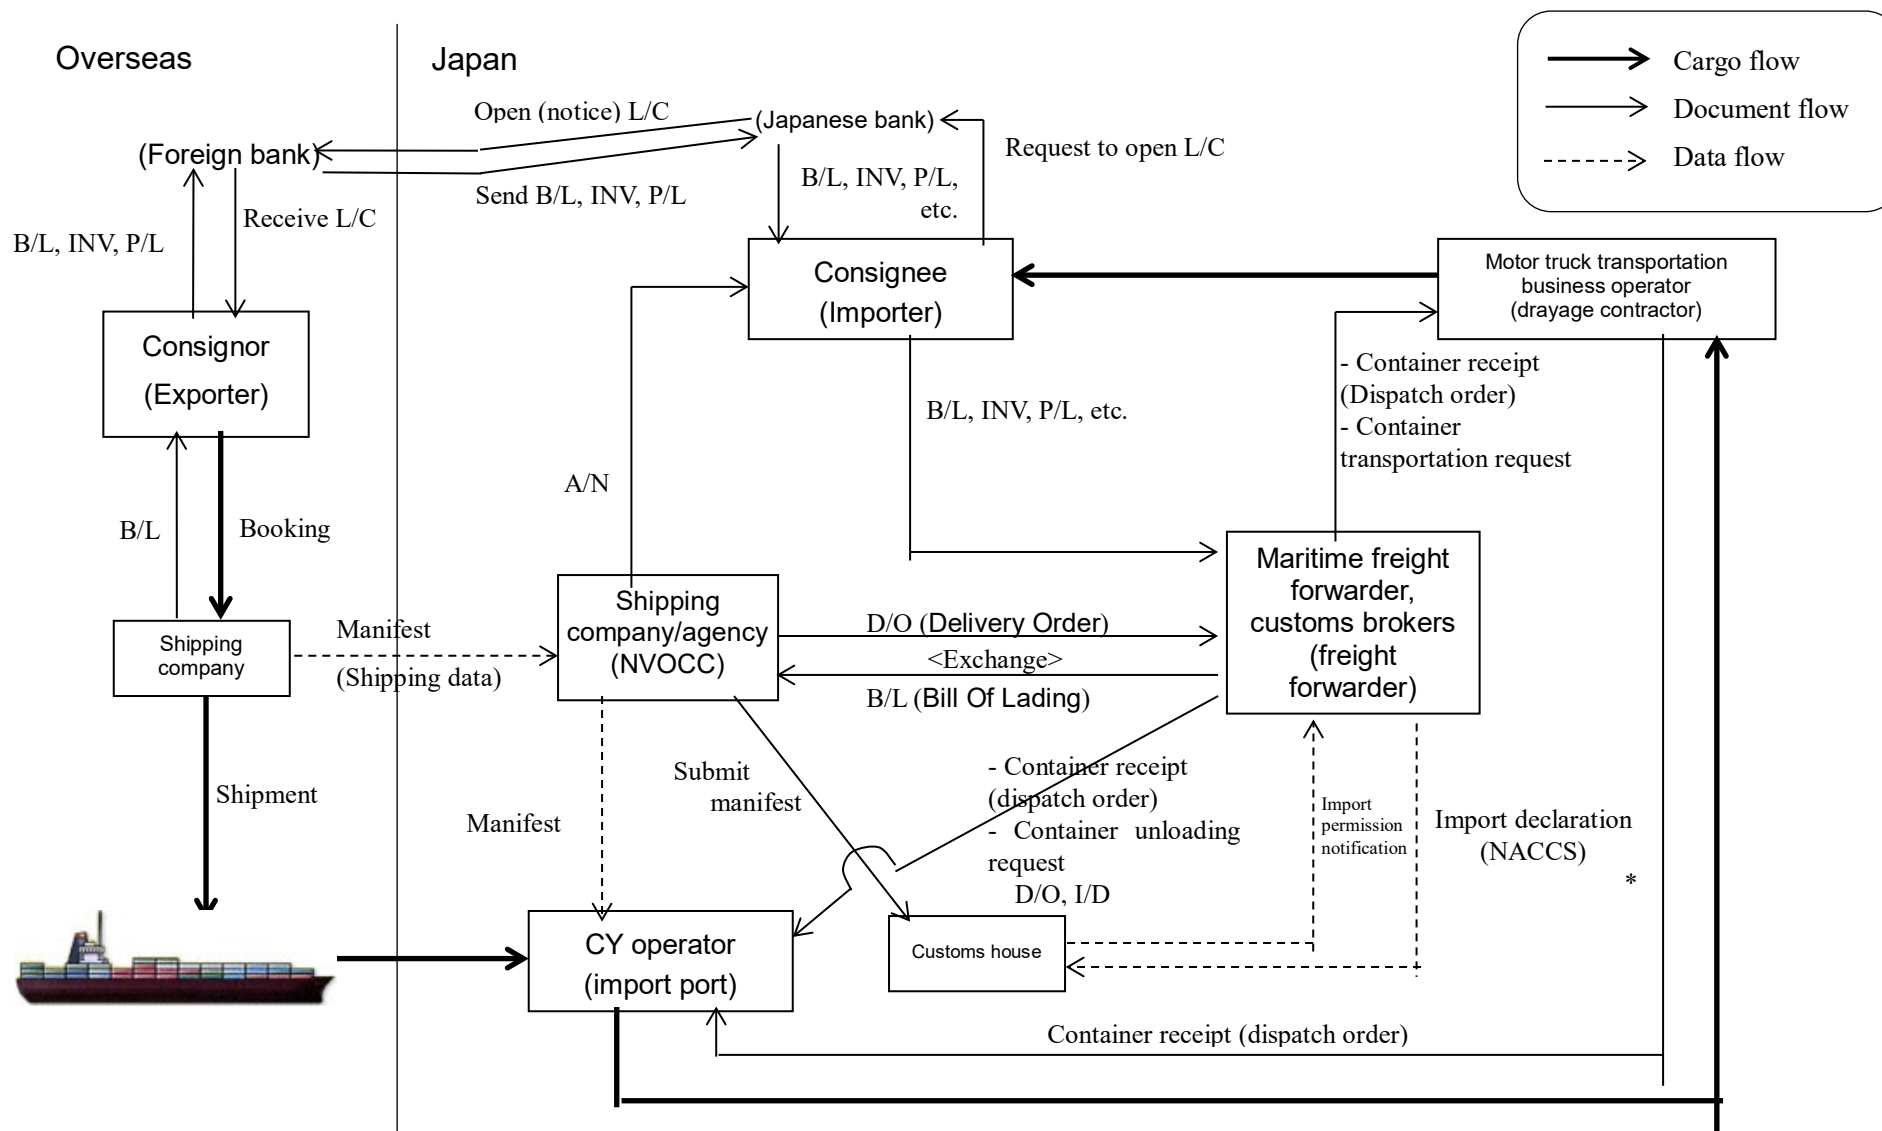 Overseas
Japan
Cargo flow
Document flow
Data flow
Open (notice) L/C
(Japanese bank)
(Foreign bank)
Request to open L/C
Send B/L, INV, P/L
B/L, INV, P/L,
etc.
Receive L/C
B/L, INV, P/L
Consignee
(Importer)
Motor truck transportation
business operator
(drayage contractor)
Consignor
(Exporter)
- Container receipt
(Dispatch order)
- Container
transportation request
B/L, INV, P/L, etc.
A/N
B/L
Booking
Maritime freight
forwarder,
customs brokers
(freight
forwarder)
Shipping
company/agency
(NVOCC)
Shipping
company
Manifest
(Shipping data)
D/O (Delivery Order)
<Exchange>
B/L (Bill Of Lading)
Shipment
Submit
manifest
Manifest
- Container receipt
(dispatch order)
- Container unloading
request
D/O, I/D
Import
permission
notification
Import declaration
(NACCS)
*
CY operator
(import port)
Customs house
Container receipt (dispatch order)